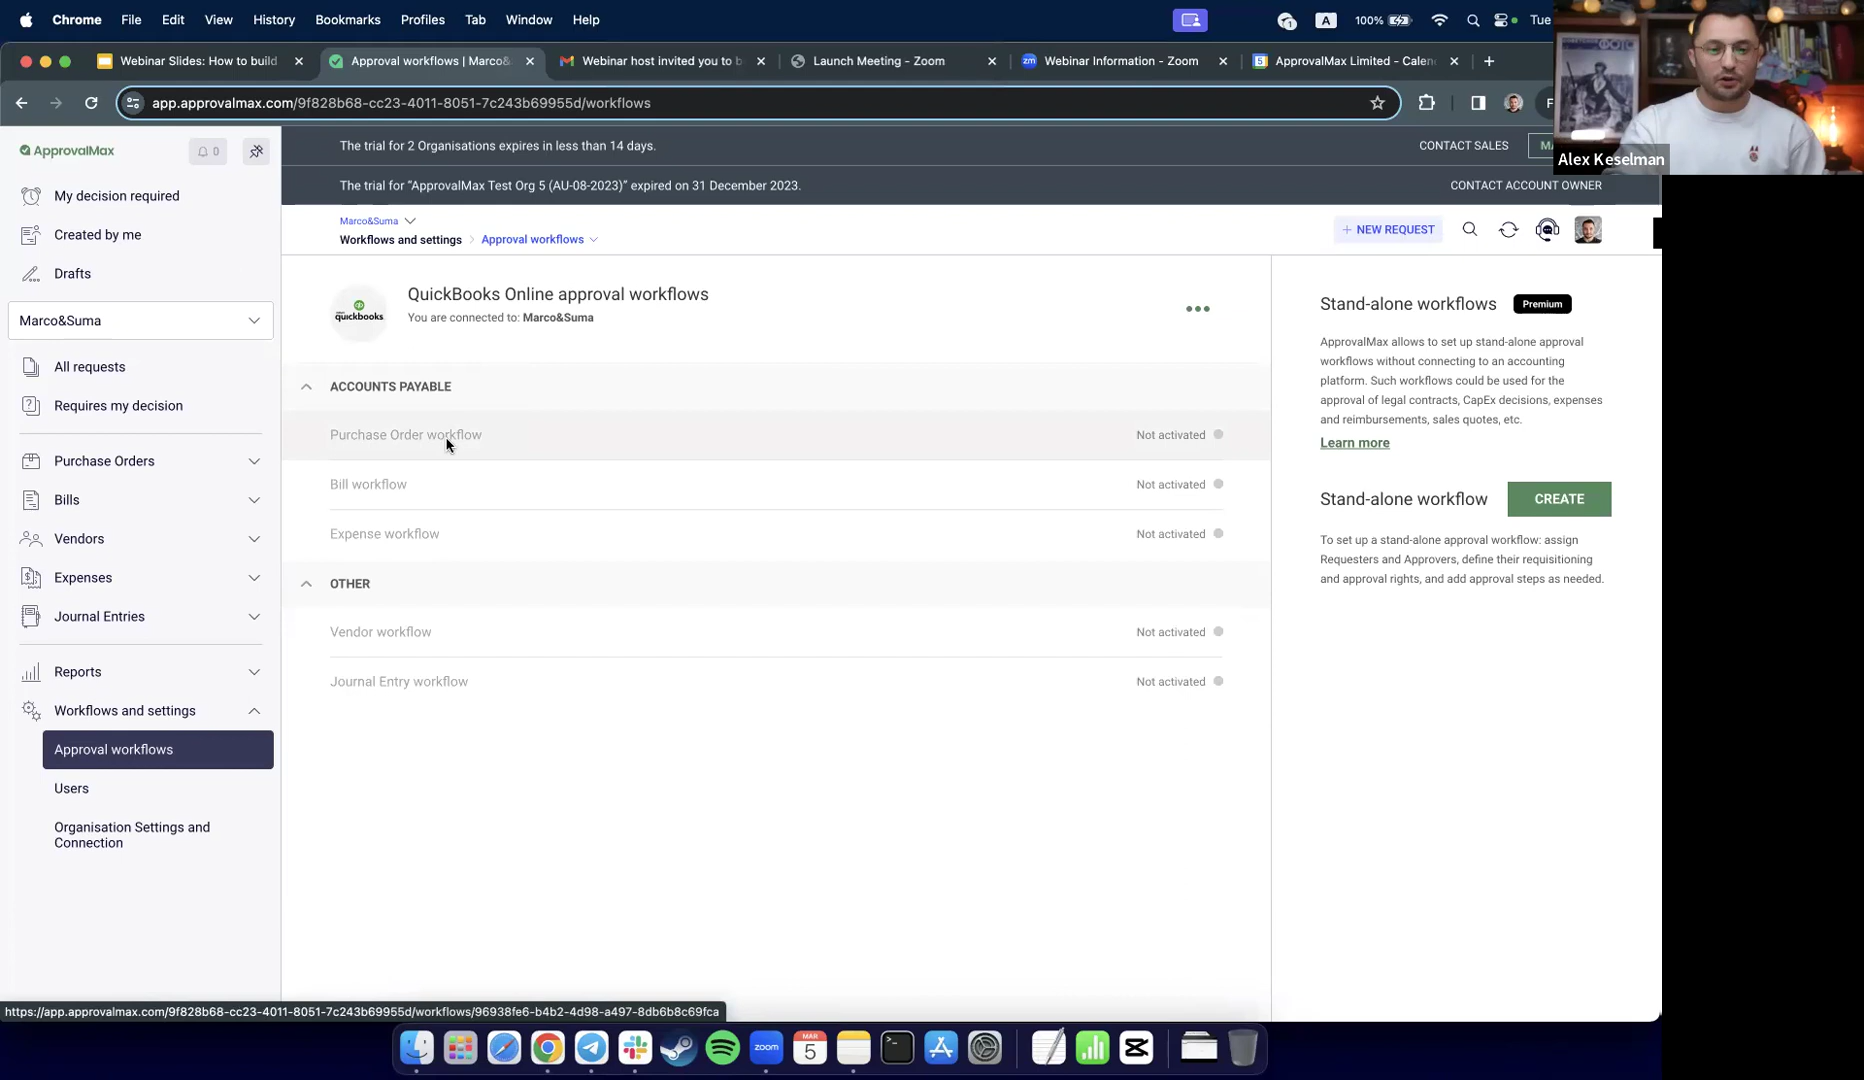 Chrome File Edit View History Bookmarks Profiles Tab Window Help
A 100% Tue
Webinar Slides: How to build
Approval workflows | Marco&
Webinar host invited you to b
Launch Meeting - Zoom
zm Webinar Information - Zoom
5 ApprovalMax Limited - Calen
app.approvalmax.com/9f828b68-cc23-4011-8051-7c243b69955d/workflows
Alex Keselman
ApprovalMax
0
The trial for 2 Organisations expires in less than 14 days.
CONTACT SALES
The trial for “ApprovalMax Test Org 5 (AU-08-2023)” expired on 31 December 2023.
CONTACT ACCOUNT OWNER
My decision required
Created by me
Drafts
Marco&Suma
All requests
Requires my decision
Purchase Orders
Bills
Vendors
Expenses
Journal Entries
Reports
Workflows and settings
Approval workflows
Users
Organisation Settings and
Connection
Marco&Suma
Workflows and settings > Approval workflows
+ NEW REQUEST
quickbooks
QuickBooks Online approval workflows
You are connected to: Marco&Suma
ACCOUNTS PAYABLE
Purchase Order workflow Not activated
Bill workflow Not activated
Expense workflow Not activated
OTHER
Vendor workflow Not activated
Journal Entry workflow Not activated
Stand-alone workflows Premium
ApprovalMax allows to set up stand-alone approval
workflows without connecting to an accounting
platform. Such workflows could be used for the
approval of legal contracts, CapEx decisions, expenses
and reimbursements, sales quotes, etc.
Learn more
Stand-alone workflow CREATE
To set up a stand-alone approval workflow: assign
Requesters and Approvers, define their requisitioning
and approval rights, and add approval steps as needed.
https://app.approvalmax.com/9f828b68-cc23-4011-8051-7c243b69955d/workflows/96938fe6-b4b2-4d98-a497-8db6b8c69fca
zoom
MAR
5